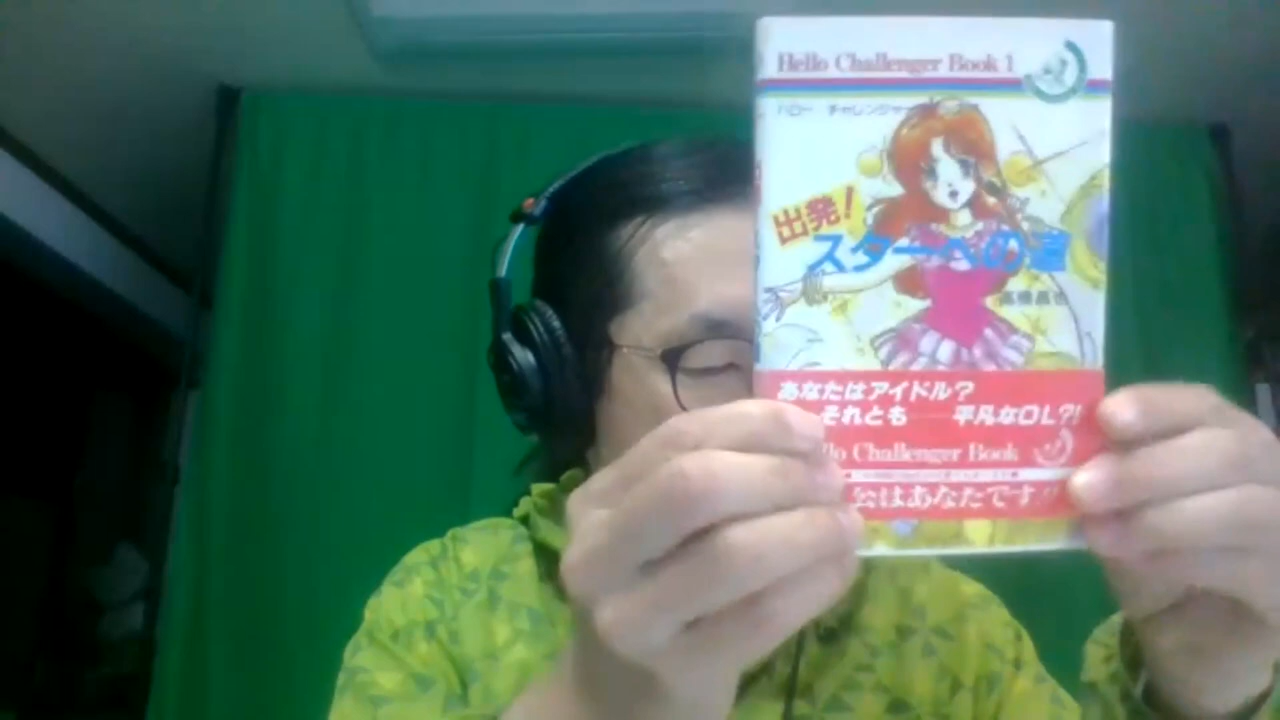 Hello Challenger Book 1
ハロー チャレンジャー
出発!
スターへの道
高橋昌也
あなたはアイドル?
それとも 平凡なOL?!
lo Challenger Book
公はあなたです!!